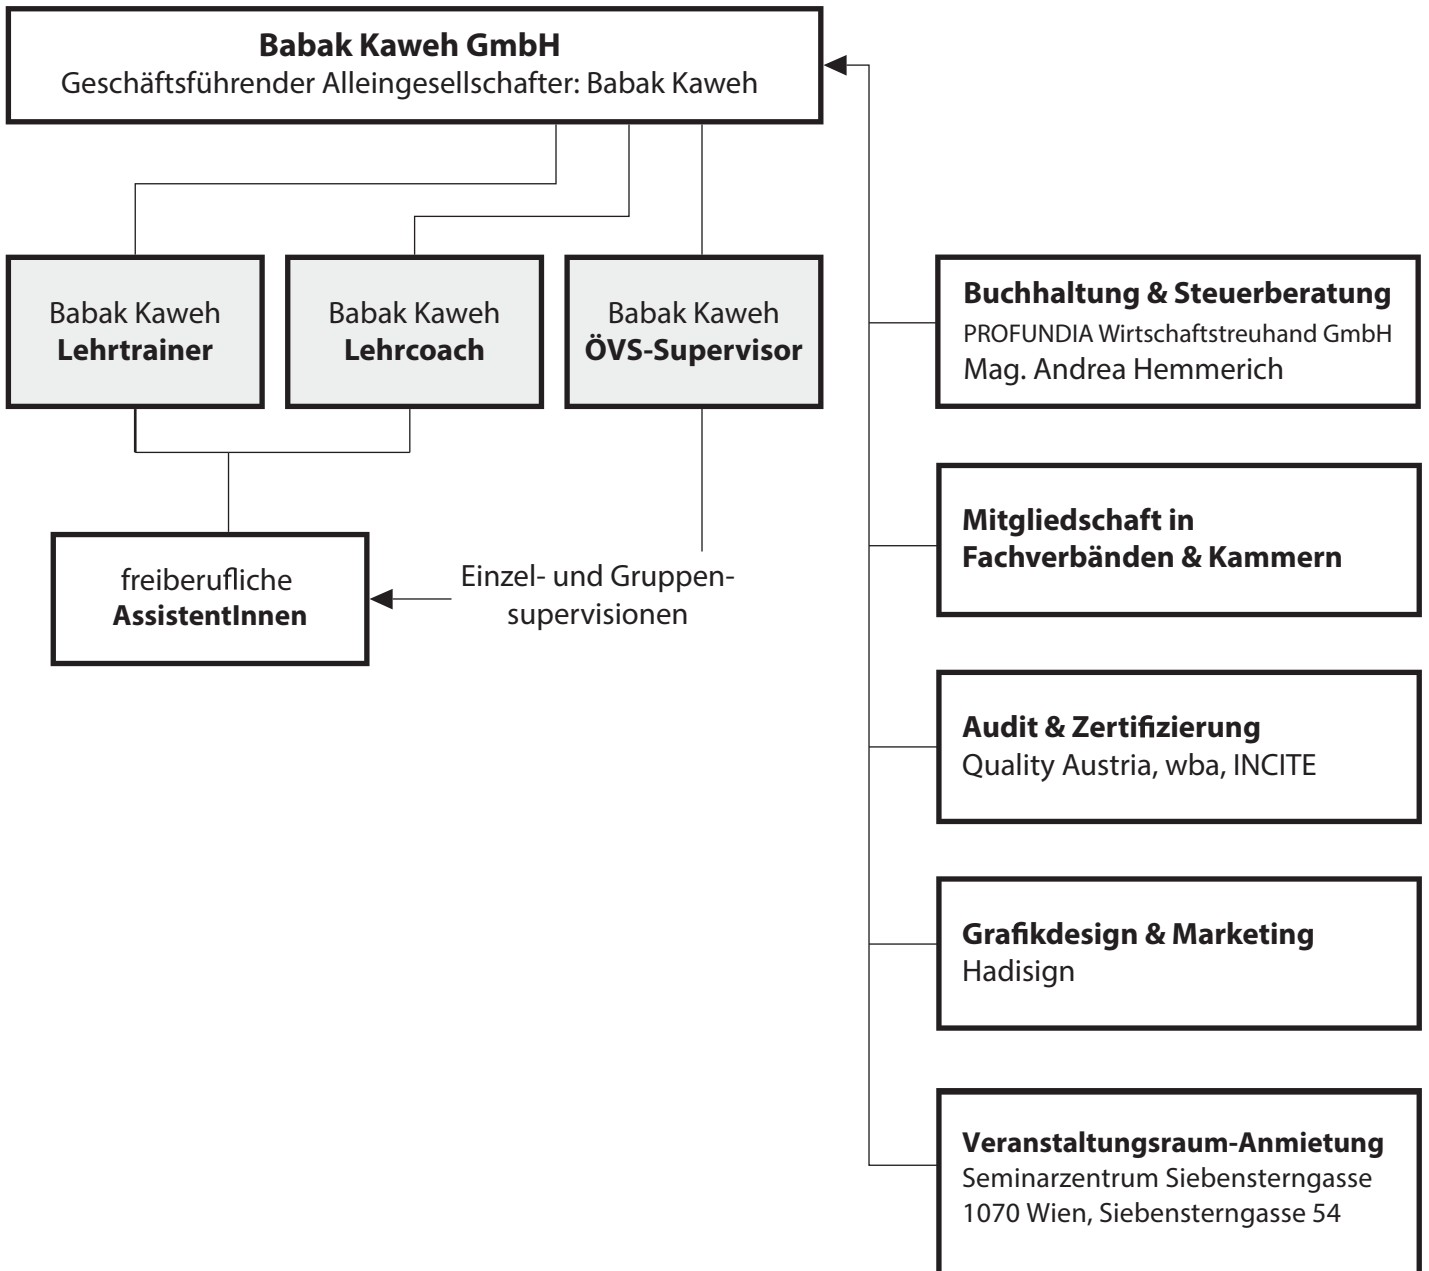 Babak Kaweh GmbH
Geschäftsführender Alleingesellschafter: Babak Kaweh
Babak Kaweh
Lehrtrainer
Babak Kaweh
Lehrcoach
Babak Kaweh
ÖVS-Supervisor
freiberufliche
AssistentInnen
Einzel- und Gruppen-
supervisionen
Buchhaltung & Steuerberatung
PROFUNDIA Wirtschaftstreuhand GmbH
Mag. Andrea Hemmerich
Mitgliedschaft in
Fachverbänden & Kammern
Audit & Zertifizierung
Quality Austria, wba, INCITE
Grafikdesign & Marketing
Hadisign
Veranstaltungsraum-Anmietung
Seminarzentrum Siebensterngasse
1070 Wien, Siebensterngasse 54